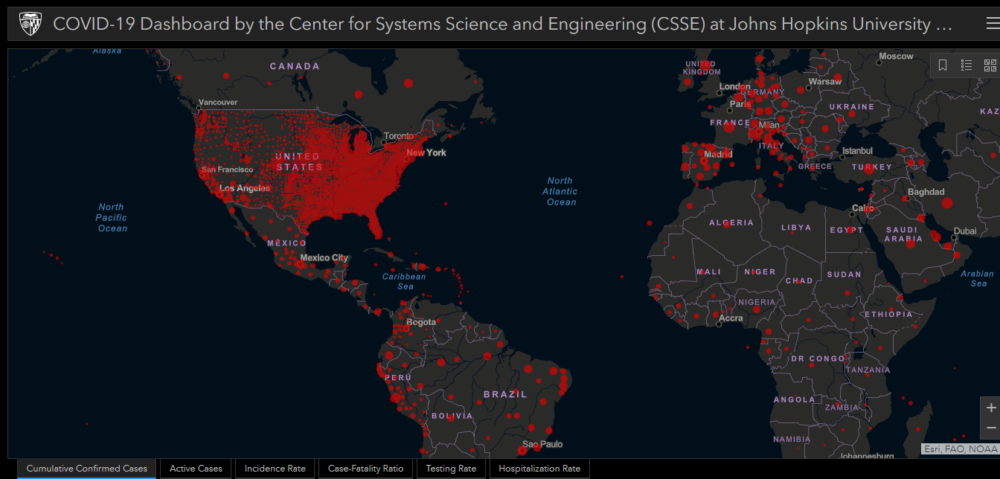 COVID-19 Dashboard by the Center for Systems Science and Engineering (CSSE) at Johns Hopkins University ...
Alaska
CANADA
Vancouver
Toronto
New York
UNITED
STATES
San Francisco
Los Angeles
North
Pacific
Ocean
North
Atlantic
Ocean
MÉXICO
Mexico City
Caribbean
Sea
Bogota
PERÚ
BRAZIL
BOLIVIA
Sao Paulo
Moscow
UNITED
KINGDOM
London
Warsaw
GERMANY
Paris
UKRAINE
KAZ
FRANCE
Milan
ITALY
Madrid
Istanbul
GREECE
TURKEY
Baghdad
Cairo
ALGERIA
LIBYA
EGYPT
SAUDI
ARABIA
Dubai
MALI
NIGER
CHAD
SUDAN
Arabian
Sea
NIGERIA
Accra
ETHIOPIA
DR CONGO
TANZANIA
ANGOLA
ZAMBIA
NAMIBIA
Johannesburg
+
−
Esri, FAO, NOAA
Cumulative Confirmed Cases
Active Cases
Incidence Rate
Case-Fatality Ratio
Testing Rate
Hospitalization Rate